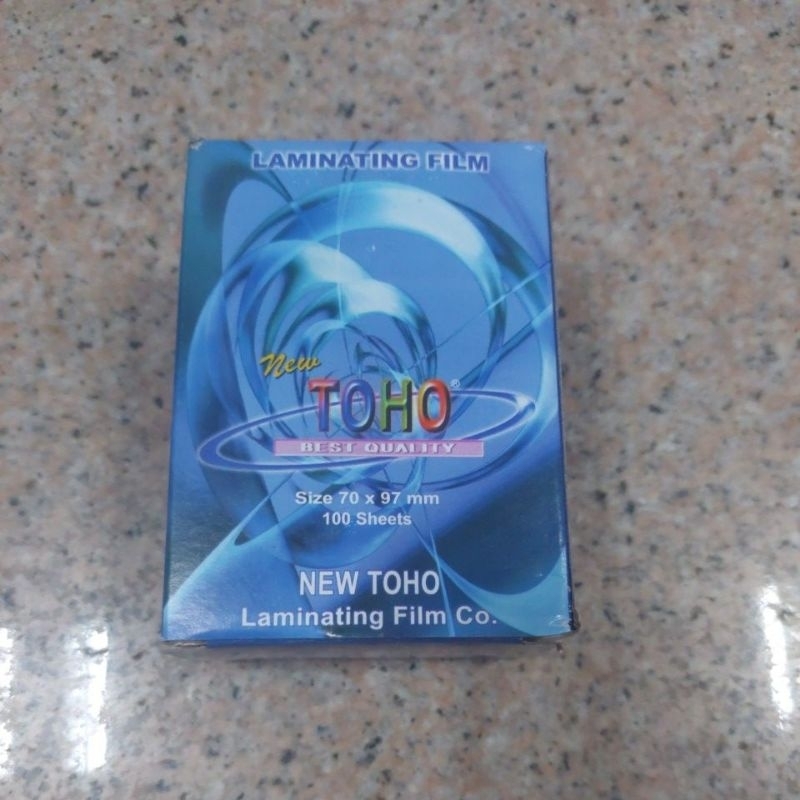 LAMINATING FILM
New
TOHO®
BEST QUALITY
Size 70 x 97 mm
100 Sheets
NEW TOHO
Laminating Film Co.